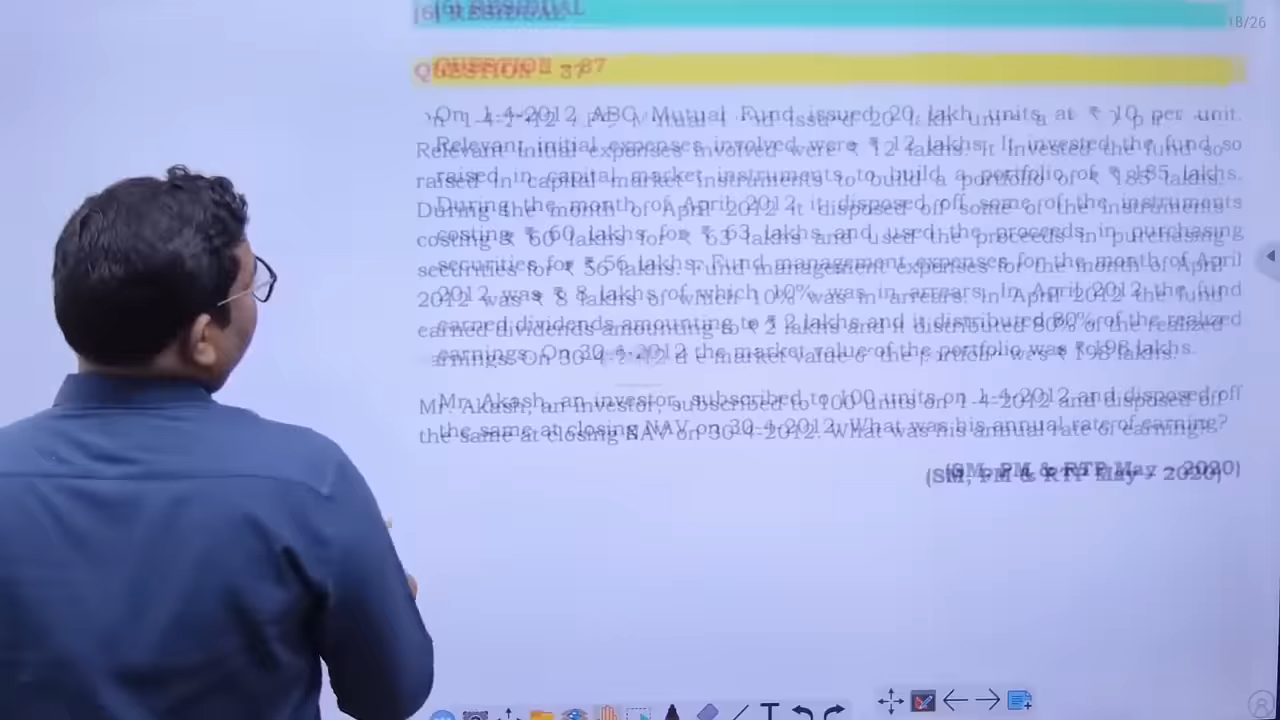 18/26
[6] RESIDUAL
QUESTION - 37
On 1-4-2012 ABC Mutual Fund issued 20 lakh units at ₹ 10 per unit.
Relevant initial expenses involved were ₹ 12 lakhs. It invested the fund so
raised in capital market instruments to build a portfolio of ₹ 185 lakhs.
During the month of April 2012 it disposed off some of the instruments
costing ₹ 60 lakhs for ₹ 63 lakhs and used the proceeds in purchasing
securities for ₹ 56 lakhs. Fund management expenses for the month of April
2012 was ₹ 8 lakhs of which 10% was in arrears. In April 2012 the fund
earned dividends amounting to ₹ 2 lakhs and it distributed 80% of the realized
earnings. On 30-4-2012 the market value of the portfolio was ₹ 198 lakhs.
Mr. Akash, an investor, subscribed to 100 units on 1-4-2012 and disposed off
the same at closing NAV on 30-4-2012. What was his annual rate of earning?
(SM, PM & RTP May - 2020)